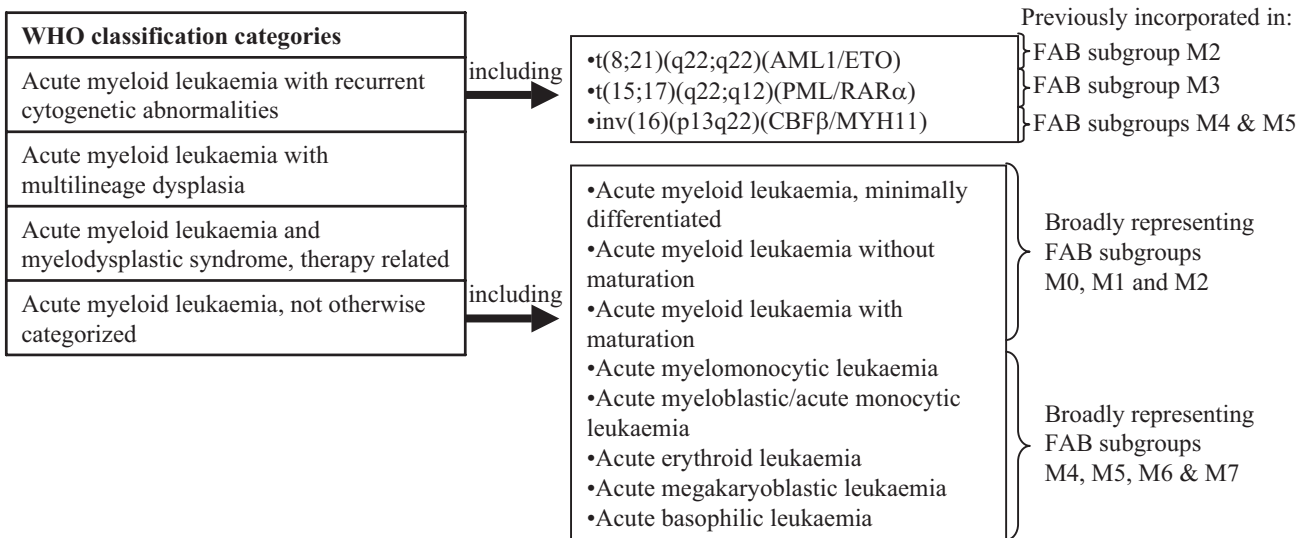 WHO classification categories
Acute myeloid leukaemia with recurrent
cytogenetic abnormalities
Acute myeloid leukaemia with
multilineage dysplasia
Acute myeloid leukaemia and
myelodysplastic syndrome, therapy related
Acute myeloid leukaemia, not otherwise
categorized
including
including
•t(8;21)(q22;q22)(AML1/ETO)
•t(15;17)(q22;q12)(PML/RARα)
•inv(16)(p13q22)(CBFβ/MYH11)
Previously incorporated in:
FAB subgroup M2
FAB subgroup M3
FAB subgroups M4 & M5
•Acute myeloid leukaemia, minimally
differentiated
•Acute myeloid leukaemia without
maturation
•Acute myeloid leukaemia with
maturation
•Acute myelomonocytic leukaemia
•Acute myeloblastic/acute monocytic
leukaemia
•Acute erythroid leukaemia
•Acute megakaryoblastic leukaemia
•Acute basophilic leukaemia
Broadly representing
FAB subgroups
M0, M1 and M2
Broadly representing
FAB subgroups
M4, M5, M6 & M7